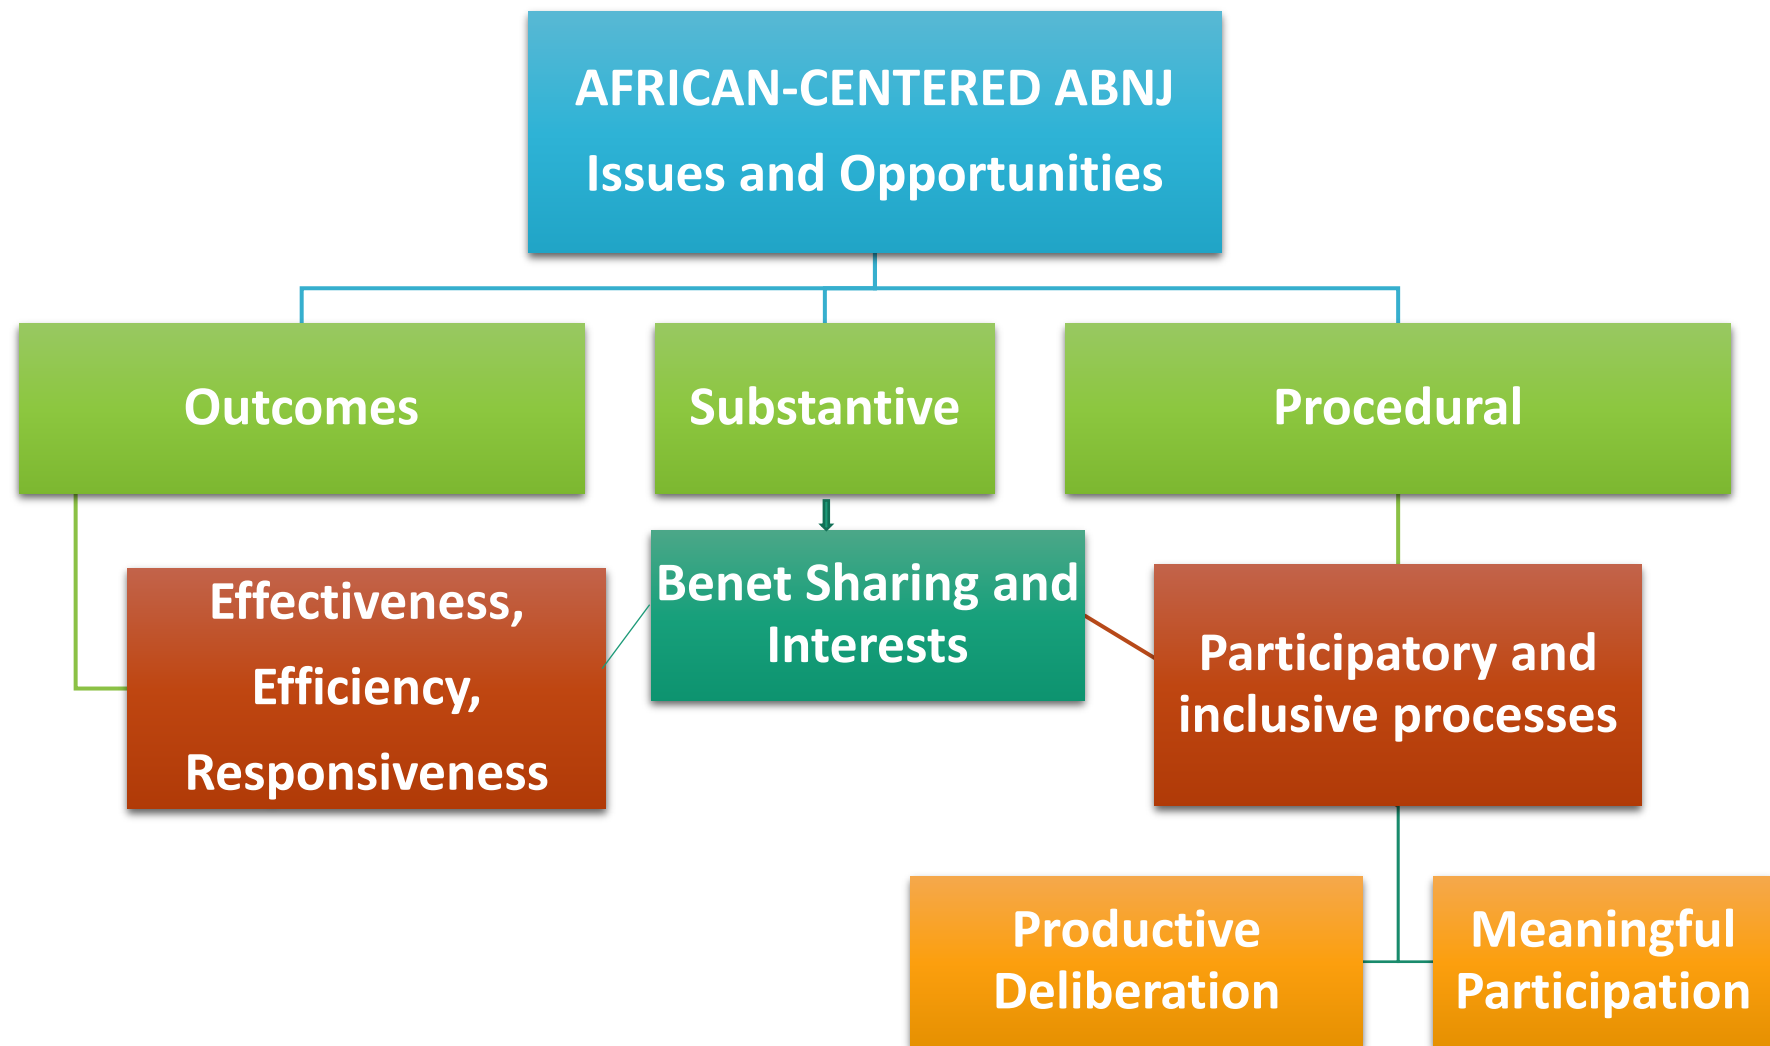 AFRICAN-CENTERED ABNJ
Issues and Opportunities
Outcomes
Substantive
Procedural
Effectiveness,
Efficiency,
Responsiveness
Benet Sharing and
Interests
Participatory and
inclusive processes
Productive
Deliberation
Meaningful
Participation